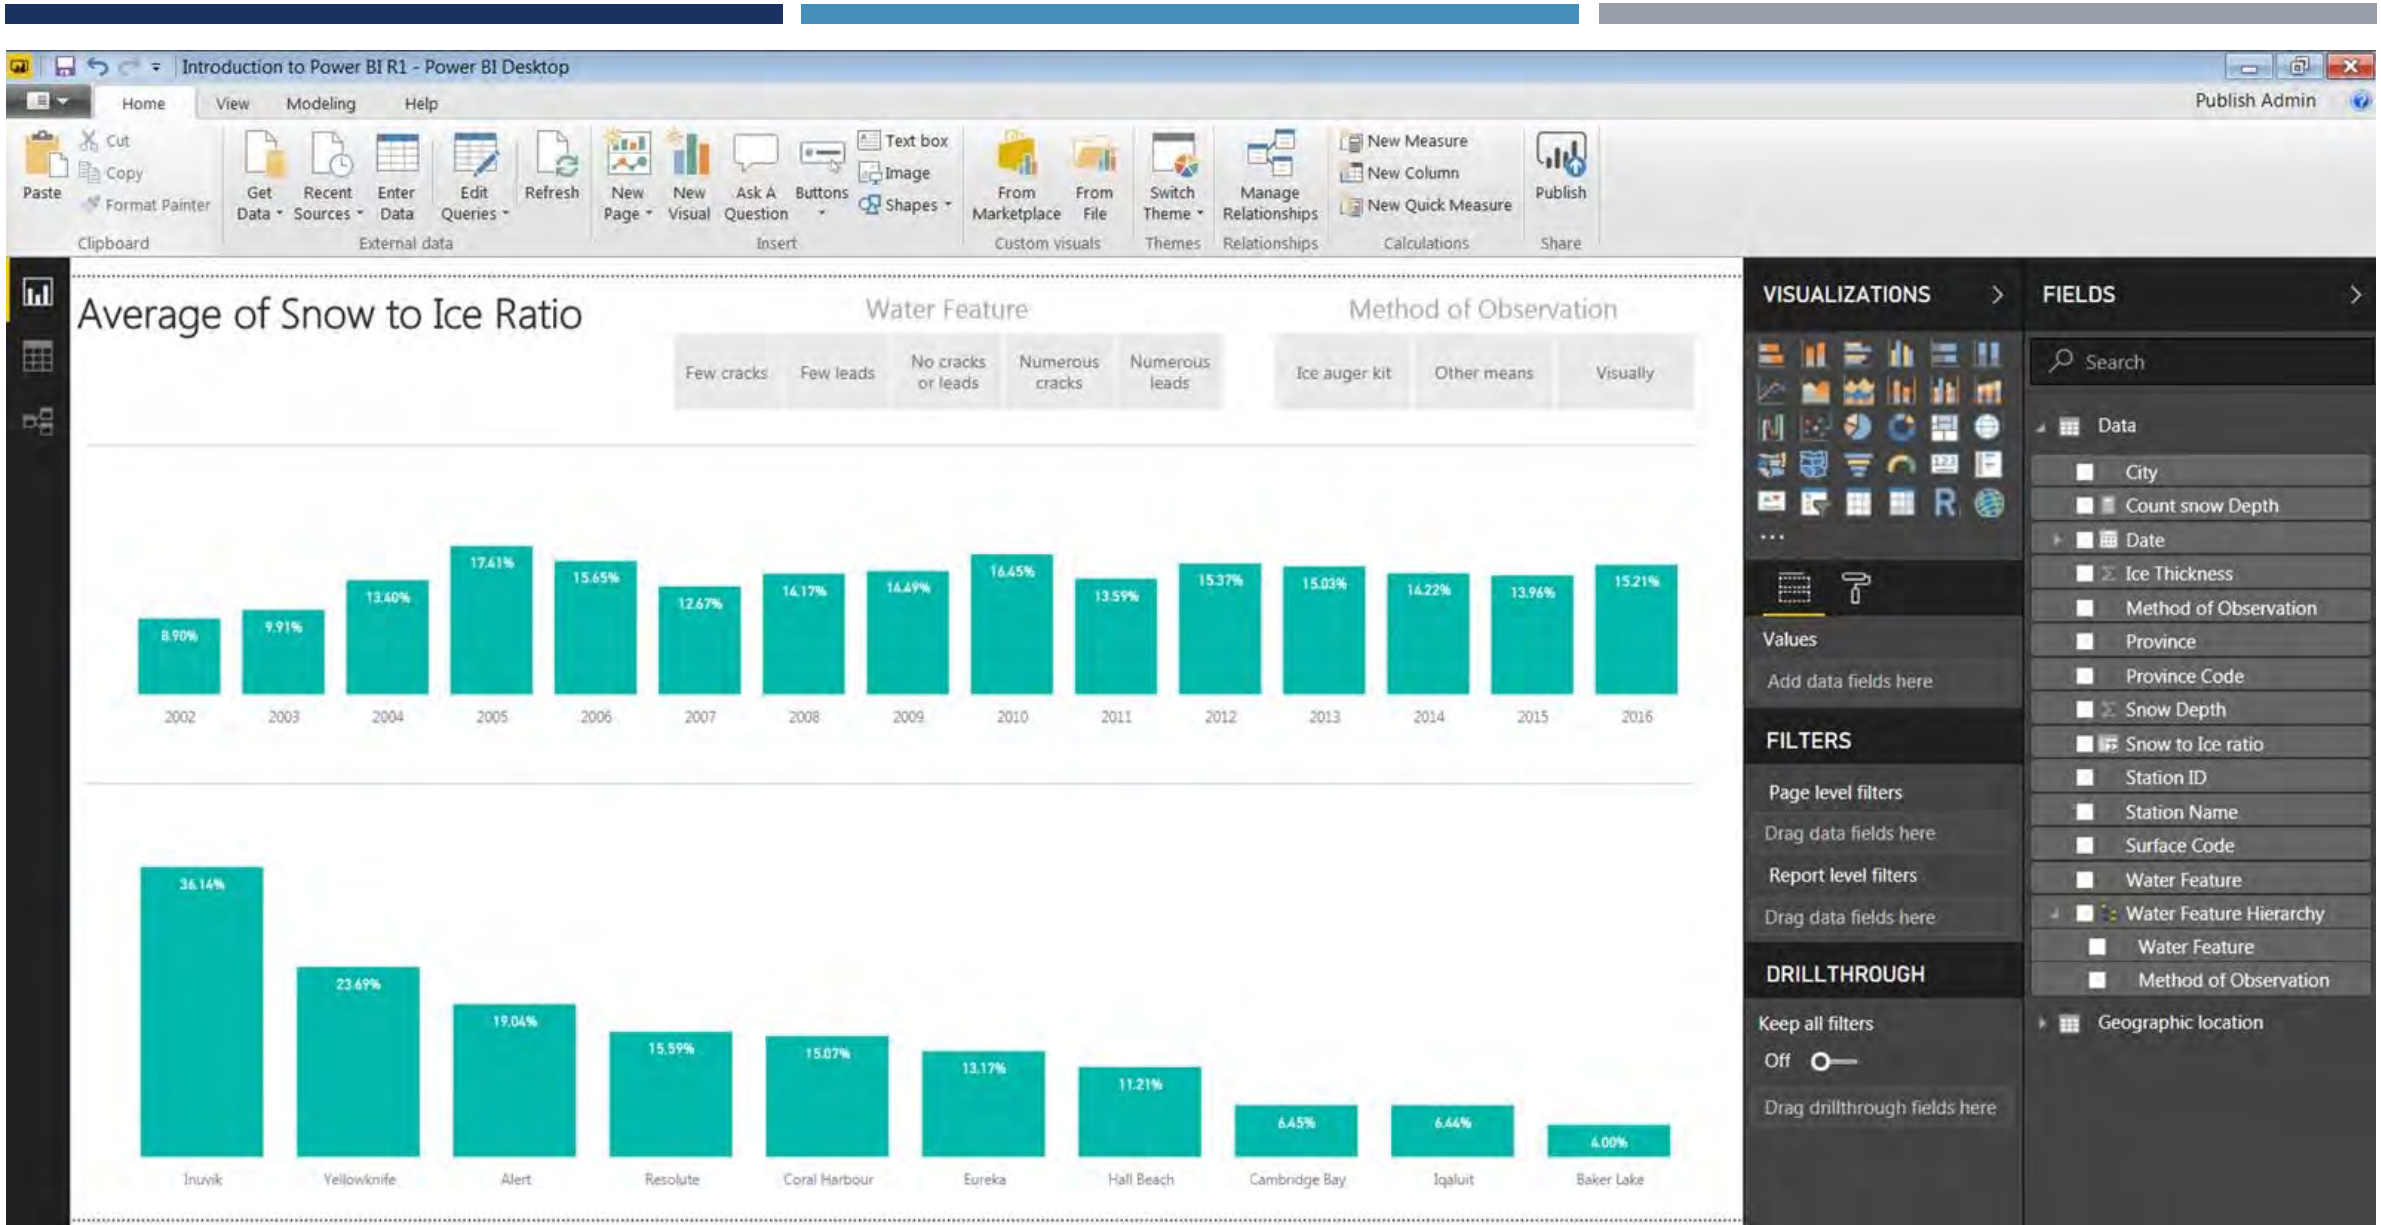 Introduction to Power BI R1 - Power BI Desktop
Home View Modeling Help
Publish Admin
Paste
Cut
Copy
Format Painter
Clipboard
Get Data
Recent Sources
Enter Data
Edit Queries
Refresh
External data
New Page
New Visual
Ask A Question
Buttons
Text box
Image
Shapes
Insert
From Marketplace
From File
Custom visuals
Switch Theme
Themes
Manage Relationships
Relationships
New Measure
New Column
New Quick Measure
Calculations
Publish
Share
Average of Snow to Ice Ratio
Water Feature
Few cracks
Few leads
No cracks or leads
Numerous cracks
Numerous leads
Method of Observation
Ice auger kit
Other means
Visually
8.90% 9.91% 13.40% 17.41% 15.65% 12.67% 14.17% 14.49% 16.45% 13.59% 15.37% 15.03% 14.22% 13.96% 15.21%
2002 2003 2004 2005 2006 2007 2008 2009 2010 2011 2012 2013 2014 2015 2016
36.14% 23.69% 19.04% 15.59% 15.07% 13.17% 11.21% 6.45% 6.44% 4.00%
Inuvik Yellowknife Alert Resolute Coral Harbour Eureka Hall Beach Cambridge Bay Iqaluit Baker Lake
VISUALIZATIONS
123
R
Values
Add data fields here
FILTERS
Page level filters
Drag data fields here
Report level filters
Drag data fields here
DRILLTHROUGH
Keep all filters
Off
Drag drillthrough fields here
FIELDS
Search
Data
City
Count snow Depth
Date
Ice Thickness
Method of Observation
Province
Province Code
Snow Depth
Snow to Ice ratio
Station ID
Station Name
Surface Code
Water Feature
Water Feature Hierarchy
Water Feature
Method of Observation
Geographic location